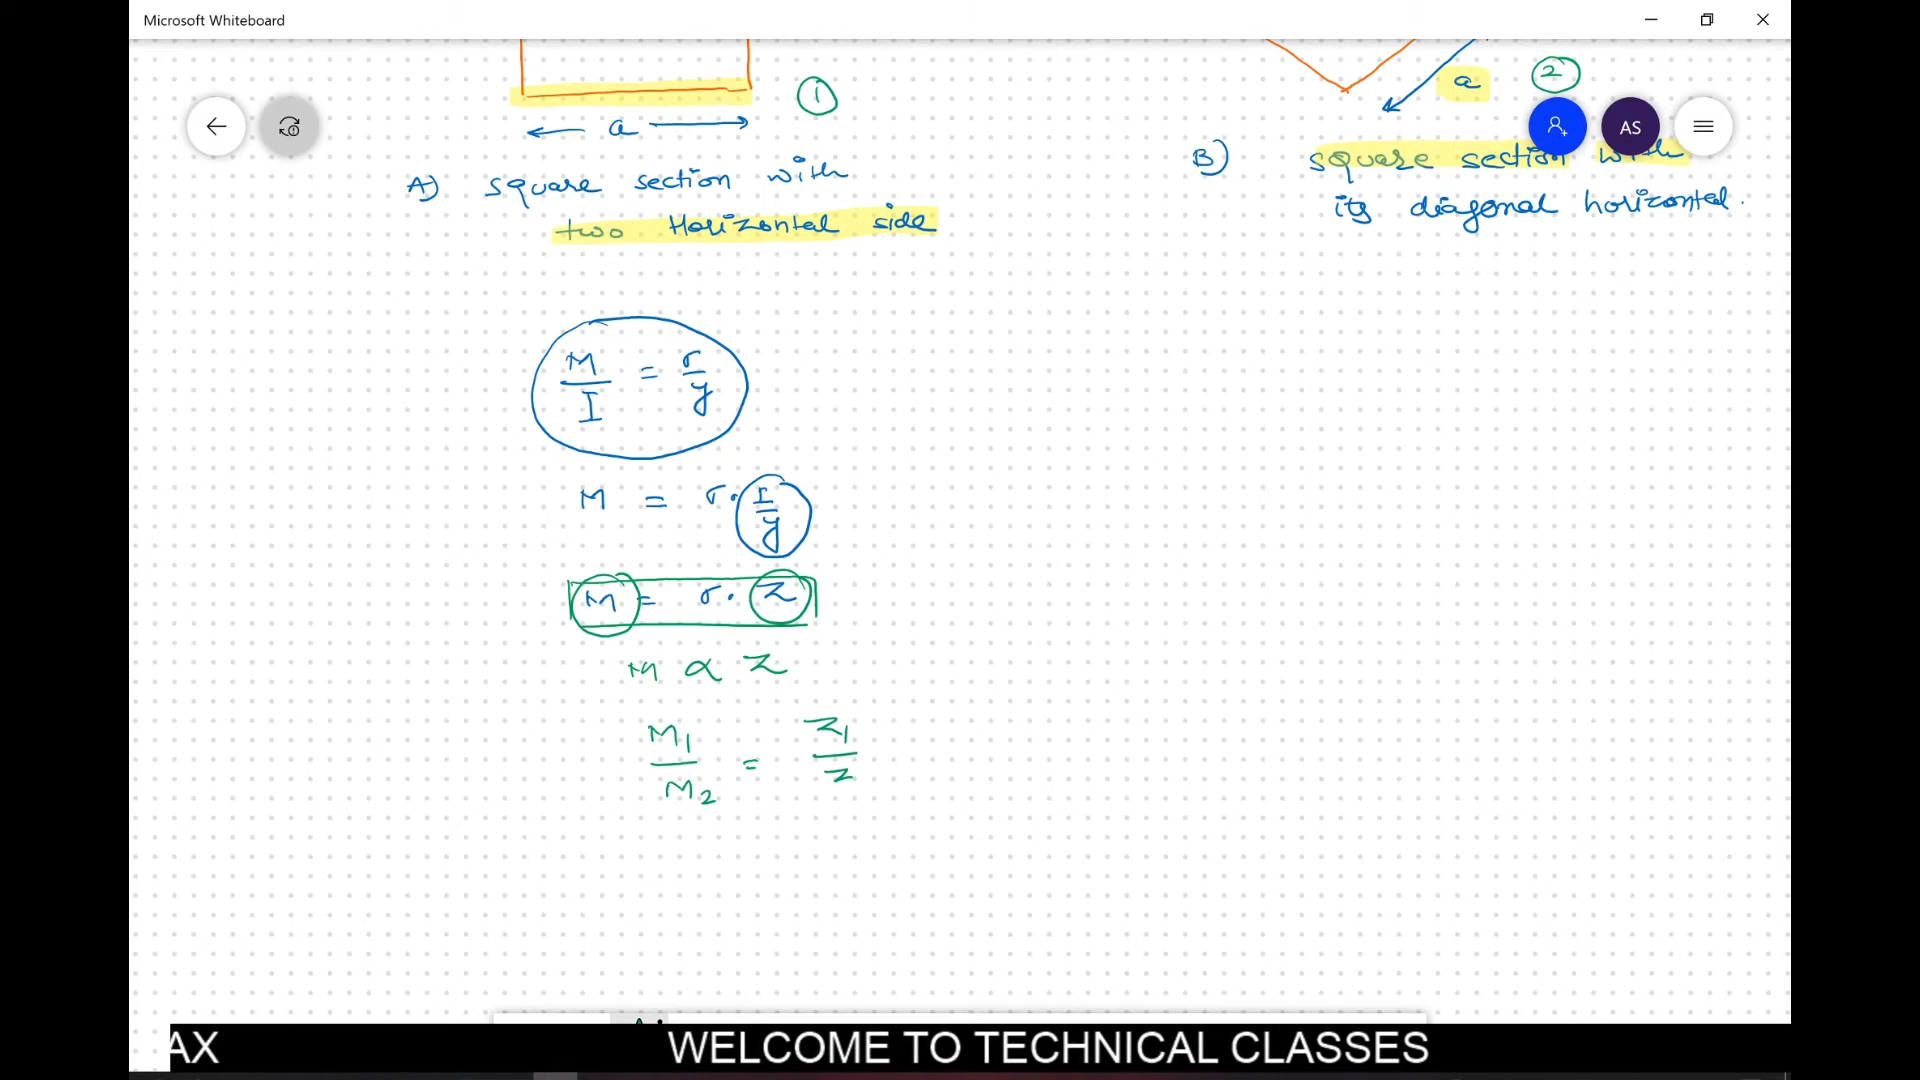 Microsoft Whiteboard
1
a
A) square section with
two Horizontal side
a
2
AS
B) square section with
its diagonal horizontal.
M/I = σ/y
M = σ. I/y
M = σ. Z
M ∝ Z
M1/M2 = Z1/Z
AX WELCOME TO TECHNICAL CLASSES